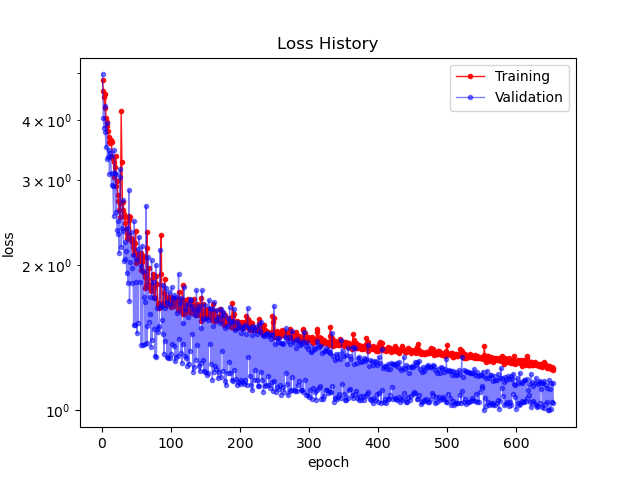 Loss History
Training
Validation
4 × 10⁰
3 × 10⁰
2 × 10⁰
10⁰
loss
0
100
200
300
400
500
600
epoch